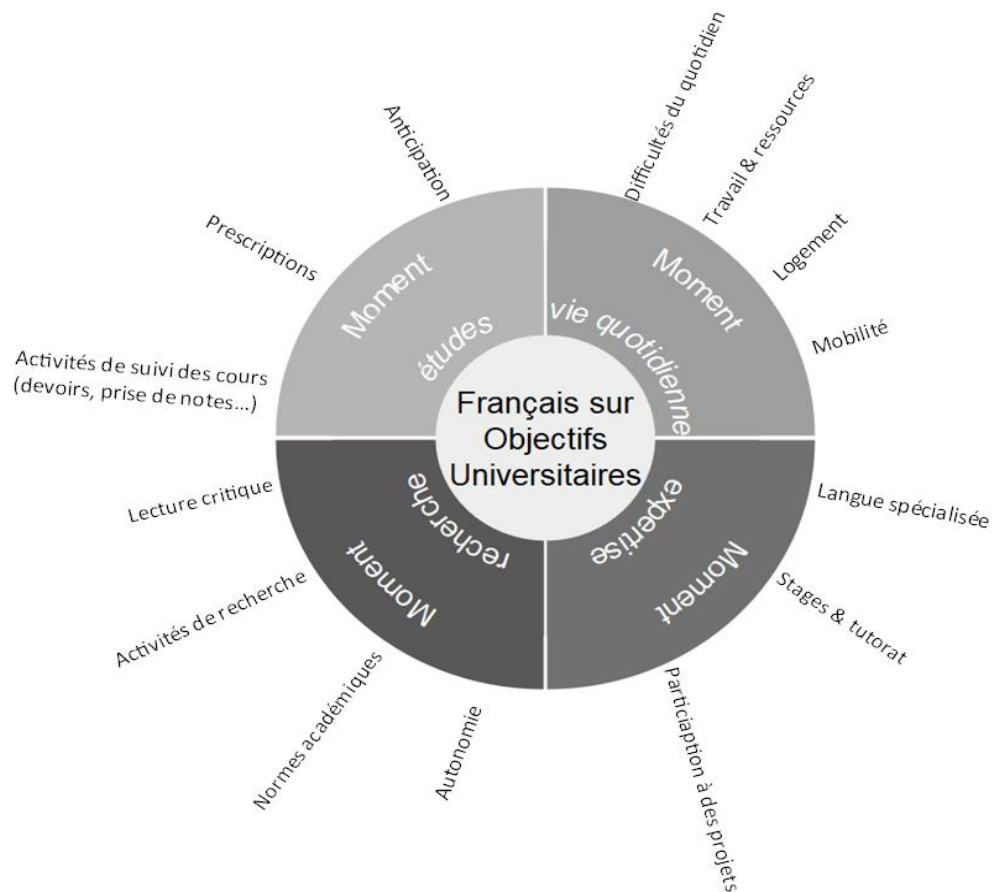 Français sur
Objectifs
Universitaires
Moment
études
Anticipation
Prescriptions
Activités de suivi des cours
(devoirs, prise de notes...)
Moment
vie quotidienne
Difficultés du quotidien
Travail & ressources
Logement
Mobilité
Moment
expertise
Langue spécialisée
Stages & tutorat
Particiaption à des projets
Moment
recherche
Lecture critique
Activités de recherche
Normes académiques
Autonomie